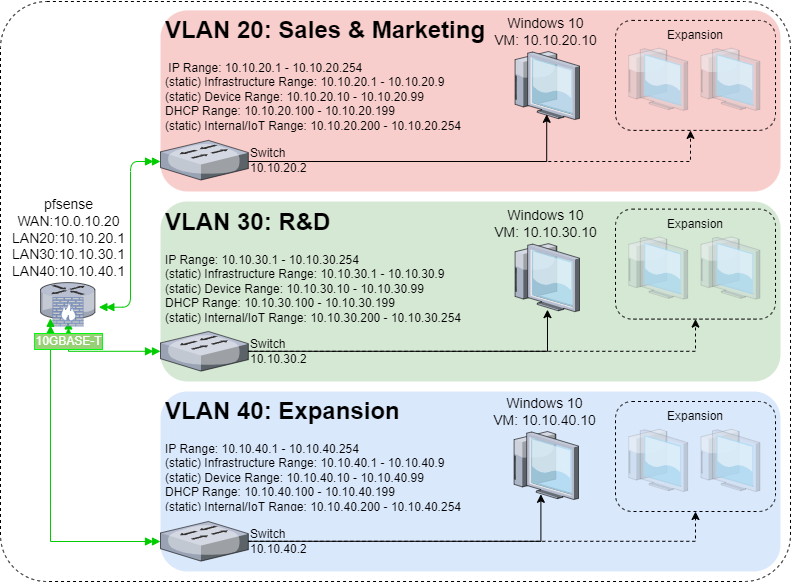 VLAN 20: Sales & Marketing
IP Range: 10.10.20.1 - 10.10.20.254
(static) Infrastructure Range: 10.10.20.1 - 10.10.20.9
(static) Device Range: 10.10.20.10 - 10.10.20.99
DHCP Range: 10.10.20.100 - 10.10.20.199
(static) Internal/IoT Range: 10.10.20.200 - 10.10.20.254
Switch
10.10.20.2
Windows 10
VM: 10.10.20.10
Expansion
pfsense
WAN:10.0.10.20
LAN20:10.10.20.1
LAN30:10.10.30.1
LAN40:10.10.40.1
10GBASE-T
VLAN 30: R&D
IP Range: 10.10.30.1 - 10.10.30.254
(static) Infrastructure Range: 10.10.30.1 - 10.10.30.9
(static) Device Range: 10.10.30.10 - 10.10.30.99
DHCP Range: 10.10.30.100 - 10.10.30.199
(static) Internal/IoT Range: 10.10.30.200 - 10.10.30.254
Switch
10.10.30.2
Windows 10
VM: 10.10.30.10
Expansion
VLAN 40: Expansion
IP Range: 10.10.40.1 - 10.10.40.254
(static) Infrastructure Range: 10.10.40.1 - 10.10.40.9
(static) Device Range: 10.10.40.10 - 10.10.40.99
DHCP Range: 10.10.40.100 - 10.10.40.199
(static) Internal/IoT Range: 10.10.40.200 - 10.10.40.254
Switch
10.10.40.2
Windows 10
VM: 10.10.40.10
Expansion